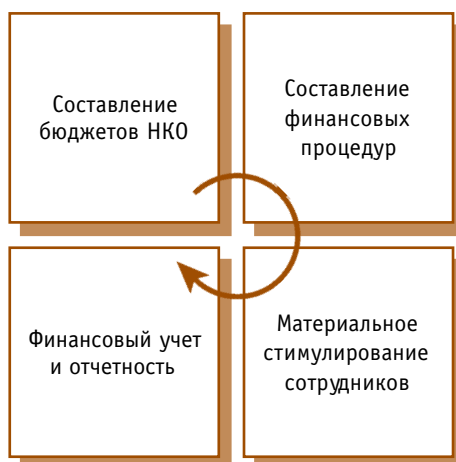 Составление
бюджетов НКО
Составление
финансовых
процедур
Финансовый учет
и отчетность
Материальное
стимулирование
сотрудников